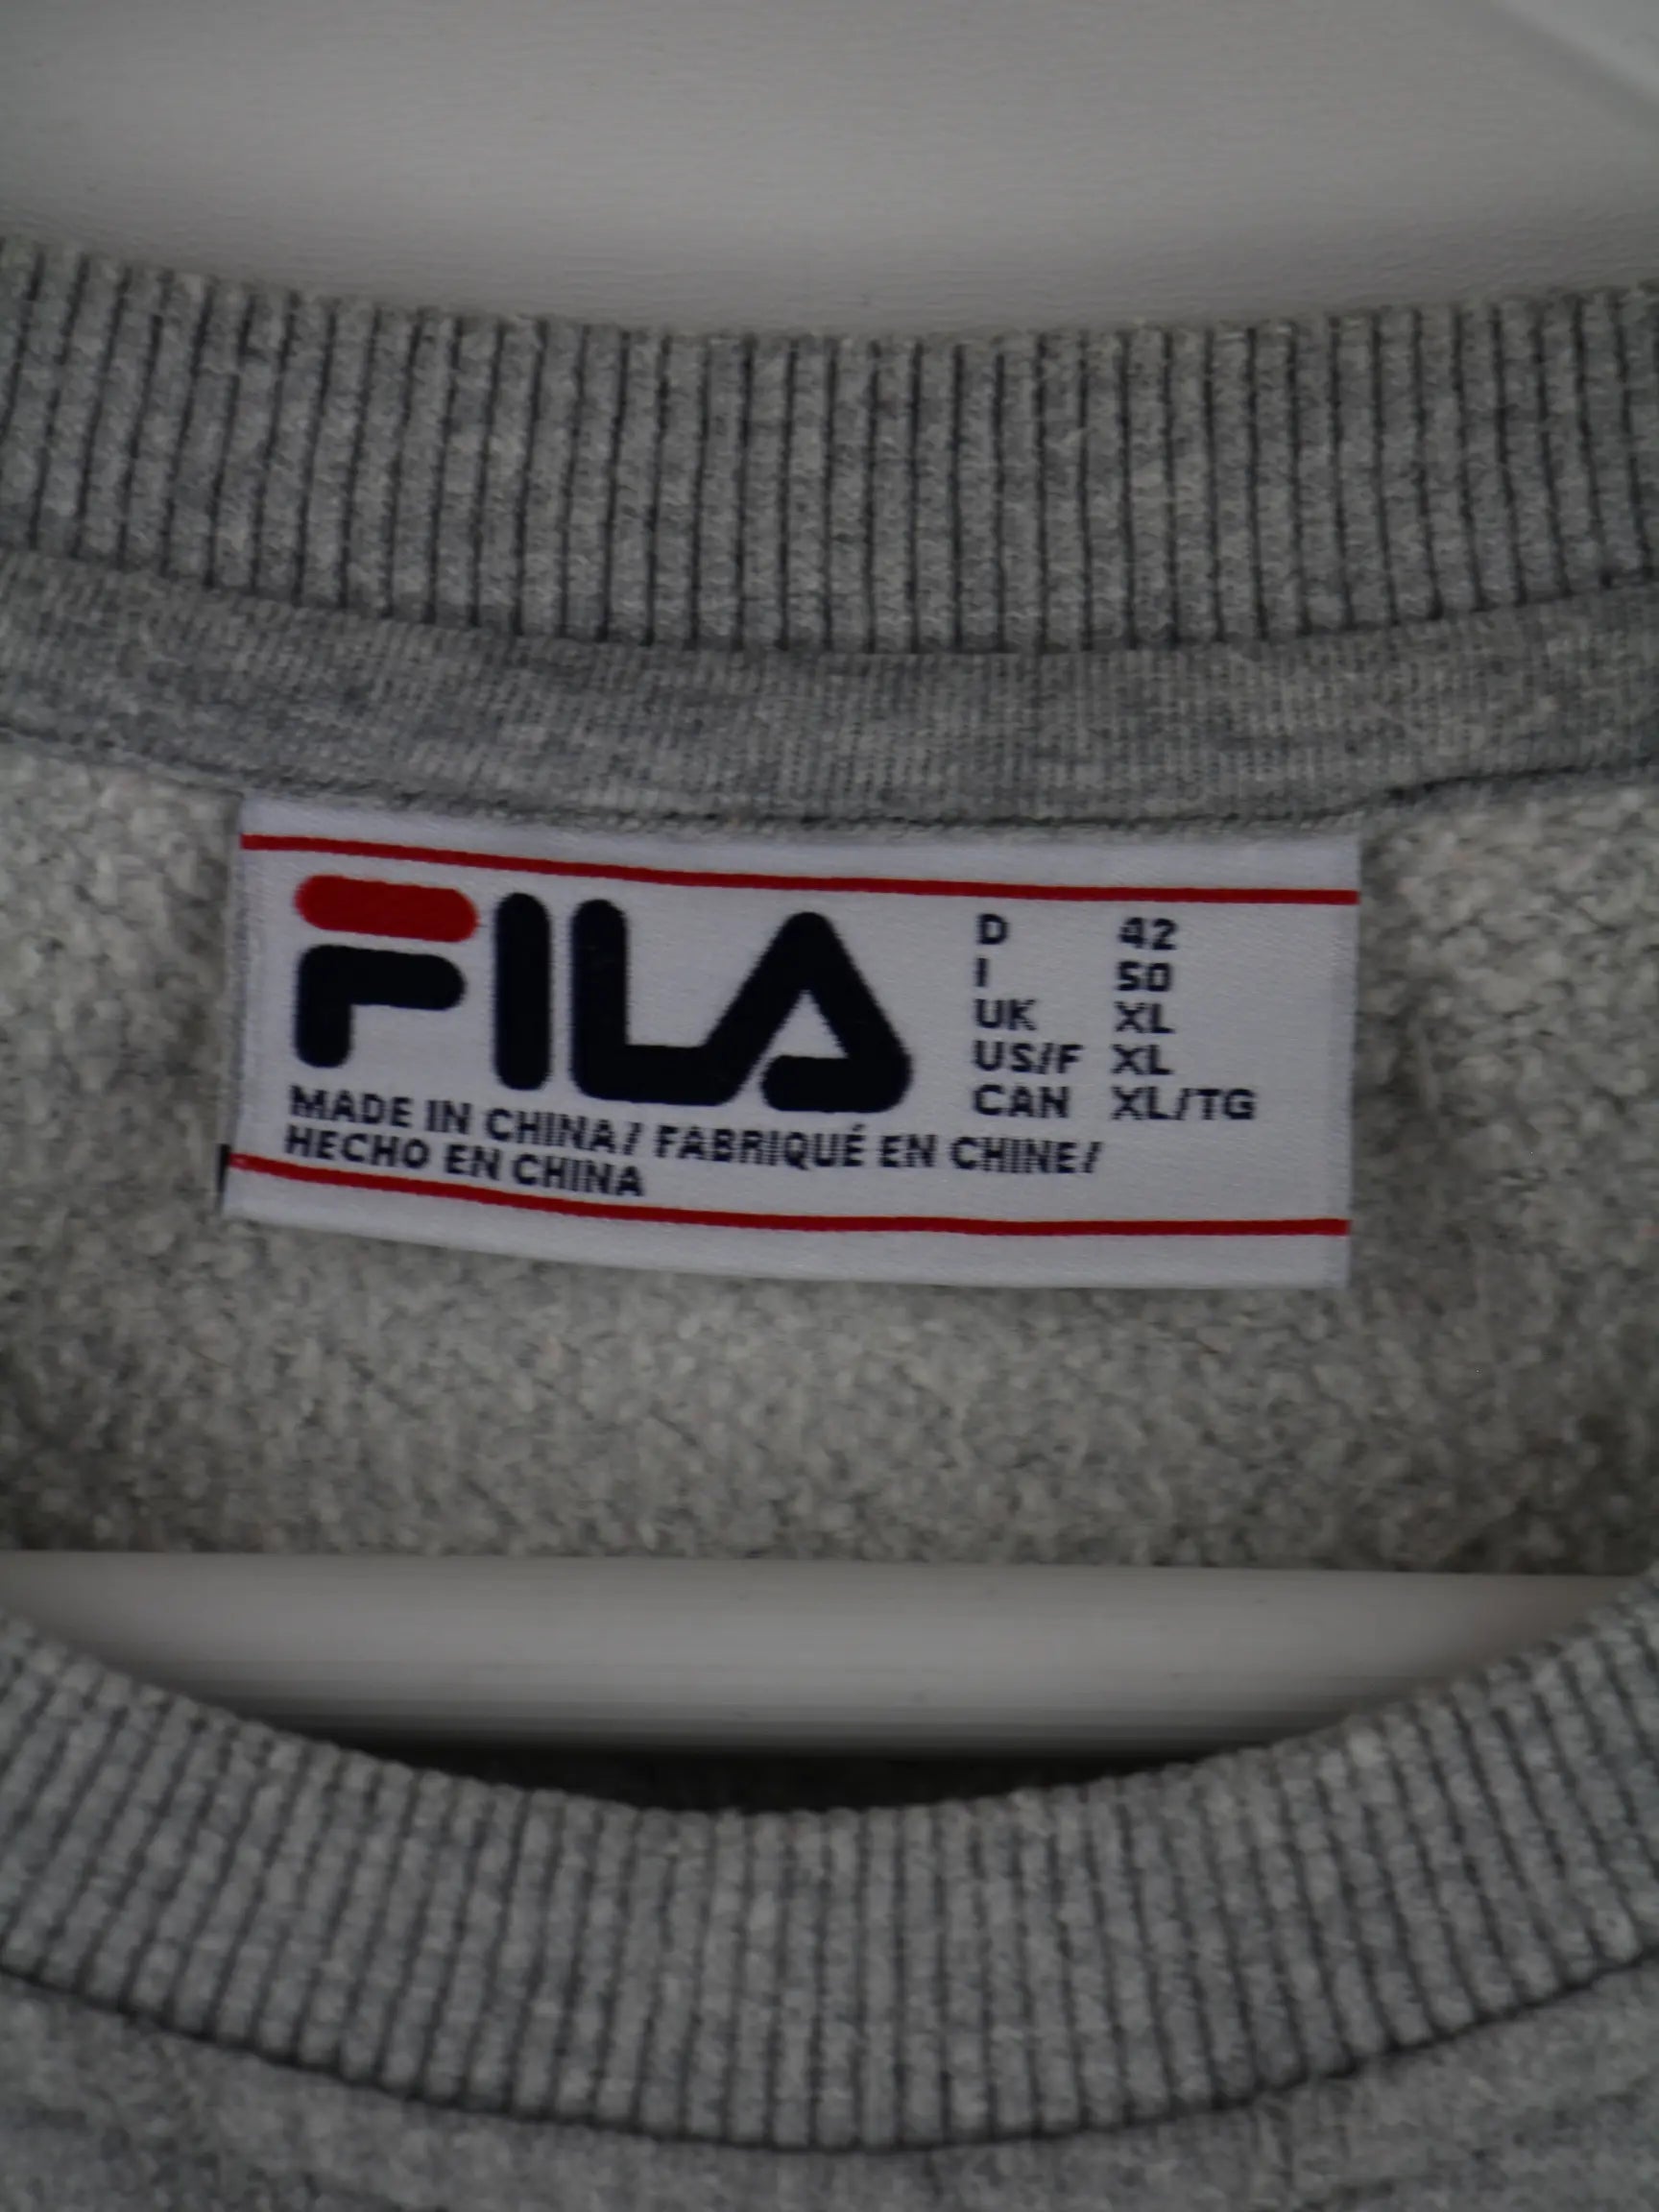 FILA
D 42
I 50
UK XL
US/F XL
CAN XL/TG
MADE IN CHINA/ FABRIQUÉ EN CHINE/
HECHO EN CHINA